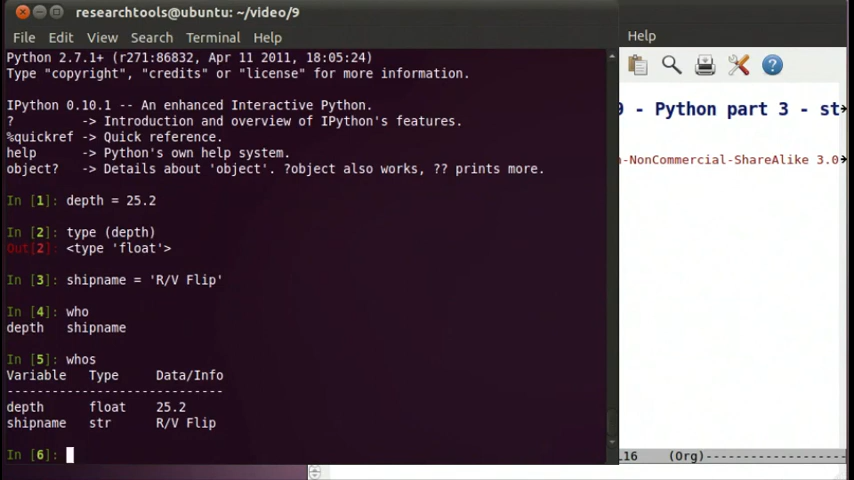 researchtools@ubuntu: ~/video/9
File Edit View Search Terminal Help
Python 2.7.1+ (r271:86832, Apr 11 2011, 18:05:24)
Type "copyright", "credits" or "license" for more information.
IPython 0.10.1 -- An enhanced Interactive Python.
? -> Introduction and overview of IPython's features.
%quickref -> Quick reference.
help -> Python's own help system.
object? -> Details about 'object'. ?object also works, ?? prints more.
In [1]: depth = 25.2
In [2]: type (depth)
Out[2]: <type 'float'>
In [3]: shipname = 'R/V Flip'
In [4]: who
depth shipname
In [5]: whos
Variable Type Data/Info
----------------------------
depth float 25.2
shipname str R/V Flip
In [6]:
Help
9 - Python part 3 - st
n-NonCommercial-ShareAlike 3.0
L16 (Org)------------------